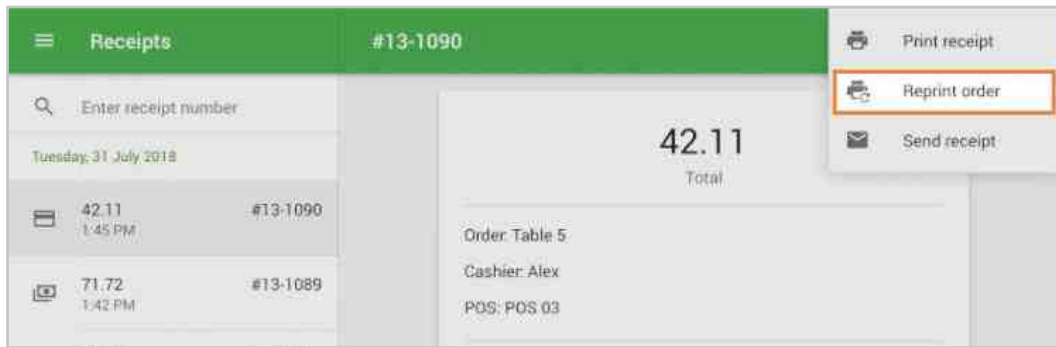 Receipts
#13-1090
Print receipt
Reprint order
Send receipt
Enter receipt number
Tuesday, 31 July 2018
42.11 #13-1090
1:45 PM
71.72 #13-1089
1:42 PM
42.11
Total
Order: Table 5
Cashier: Alex
POS: POS 03